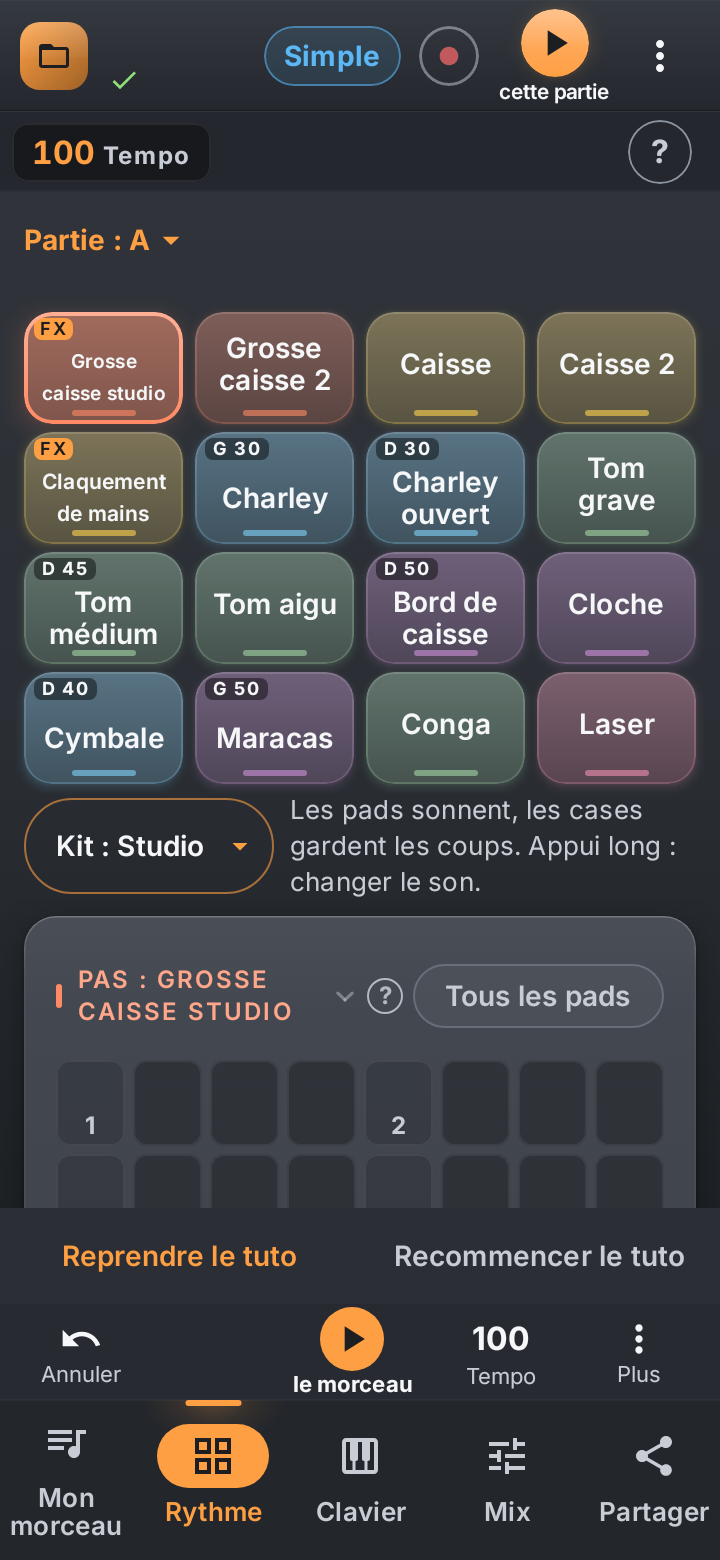 Simple
cette partie
100 Tempo
?
Partie : A
FX
Grosse
caisse studio
Grosse
caisse 2
Caisse
Caisse 2
FX
Claquement
de mains
G 30
Charley
D 30
Charley
ouvert
Tom
grave
D 45
Tom
médium
Tom aigu
D 50
Bord de
caisse
Cloche
D 40
Cymbale
G 50
Maracas
Conga
Laser
Kit : Studio
Les pads sonnent, les cases
gardent les coups. Appui long :
changer le son.
PAS : GROSSE
CAISSE STUDIO
?
Tous les pads
1
2
Reprendre le tuto
Recommencer le tuto
Annuler
le morceau
100
Tempo
Plus
Mon
morceau
Rythme
Clavier
Mix
Partager